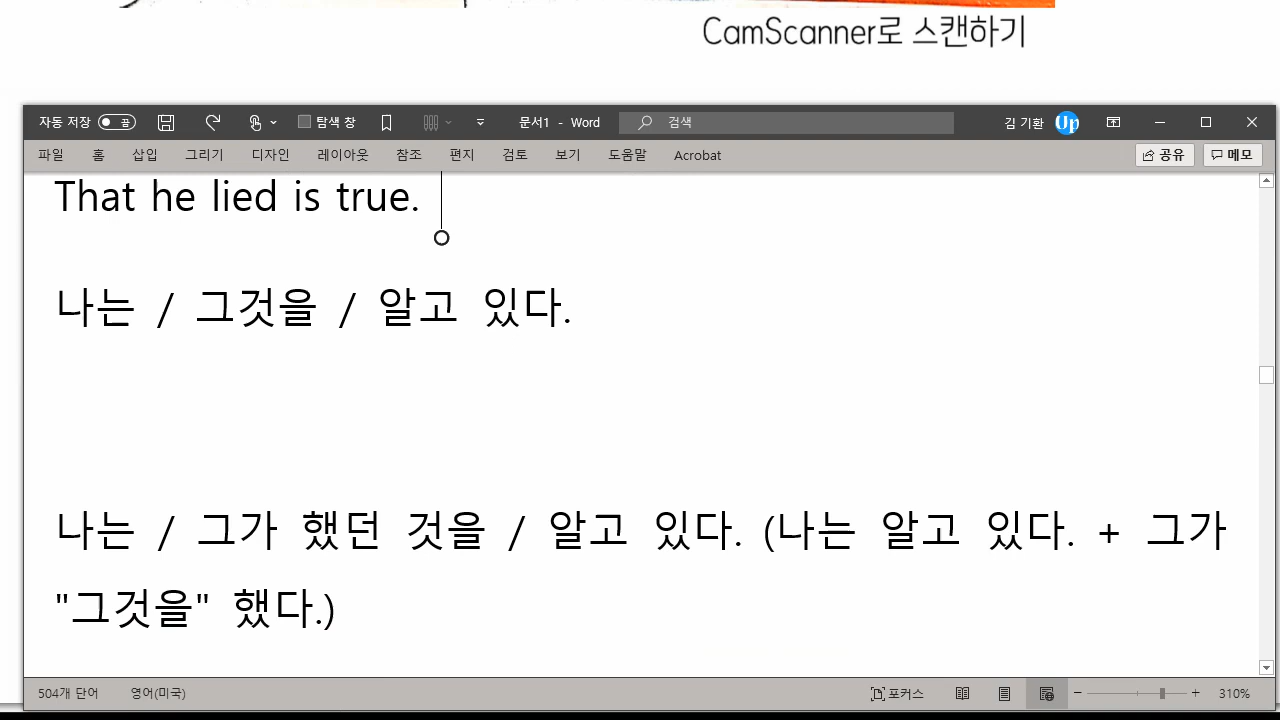 CamScanner로 스캔하기
자동 저장 끔 탐색 창 문서1 - Word 검색 김 기환 Up
파일 홈 삽입 그리기 디자인 레이아웃 참조 편지 검토 보기 도움말 Acrobat 공유 메모
That he lied is true.
나는 / 그것을 / 알고 있다.
나는 / 그가 했던 것을 / 알고 있다. (나는 알고 있다. + 그가
"그것을" 했다.)
504개 단어 영어(미국) 포커스 310%